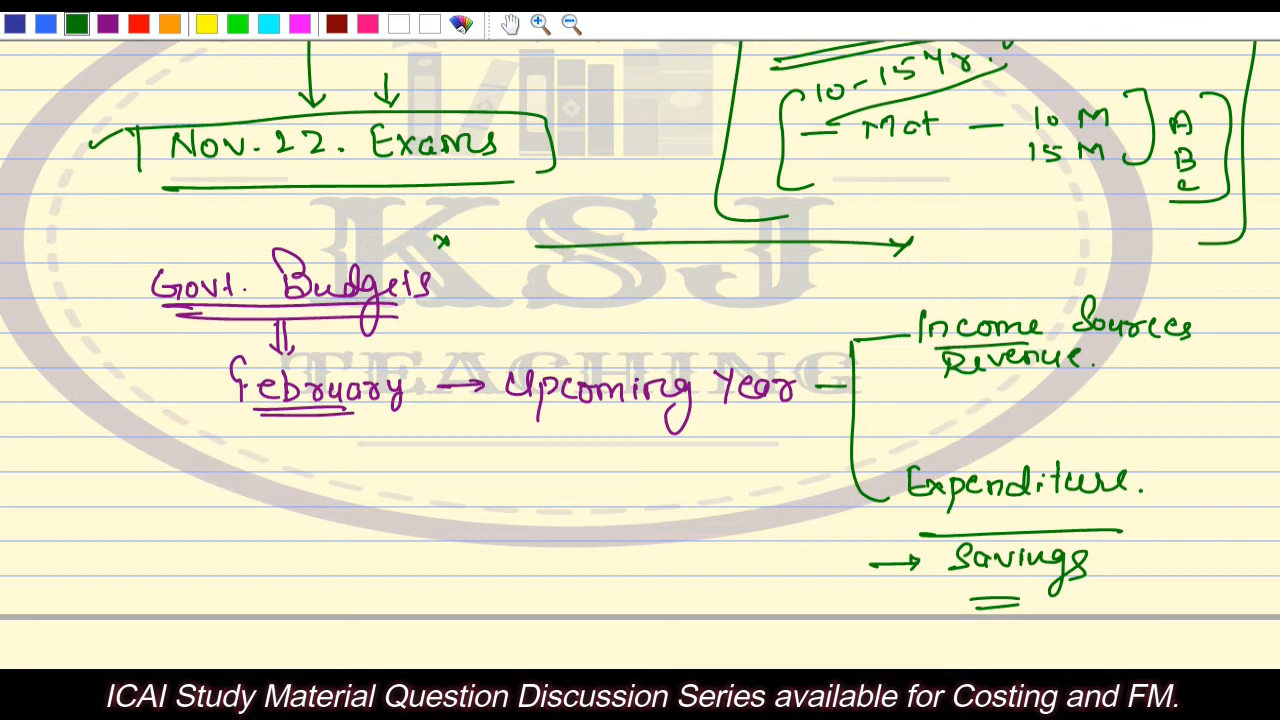 10-15 Yr.
Mat — 10 M
15 M
A
B
C
Nov. 22. Exams
KSJ
TEACHING
Govt. Budgets
February → Upcoming Year
Income Sources
Revenue.
Expenditure.
→ Savings
ICAI Study Material Question Discussion Series available for Costing and FM.